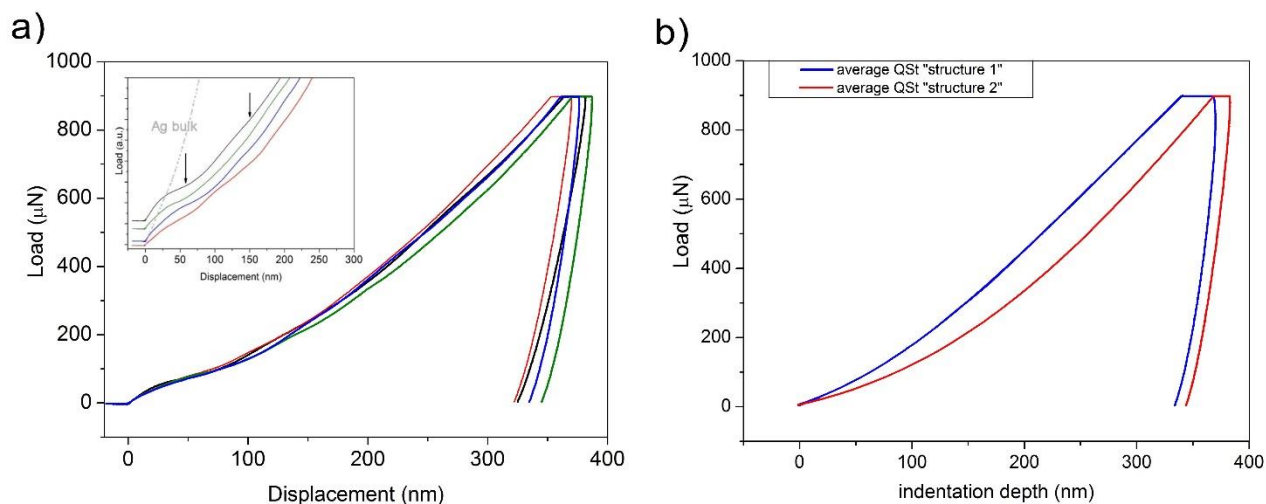 a)
1000
800
600
400
200
0
Load (μN)
0
100
200
300
400
Displacement (nm)
Ag bulk
Load (a.u.)
0
50
100
150
200
250
300
Displacement (nm)
b)
average QSt "structure 1"
average QSt "structure 2"
1000
800
600
400
200
0
Load (μN)
0
100
200
300
400
indentation depth (nm)